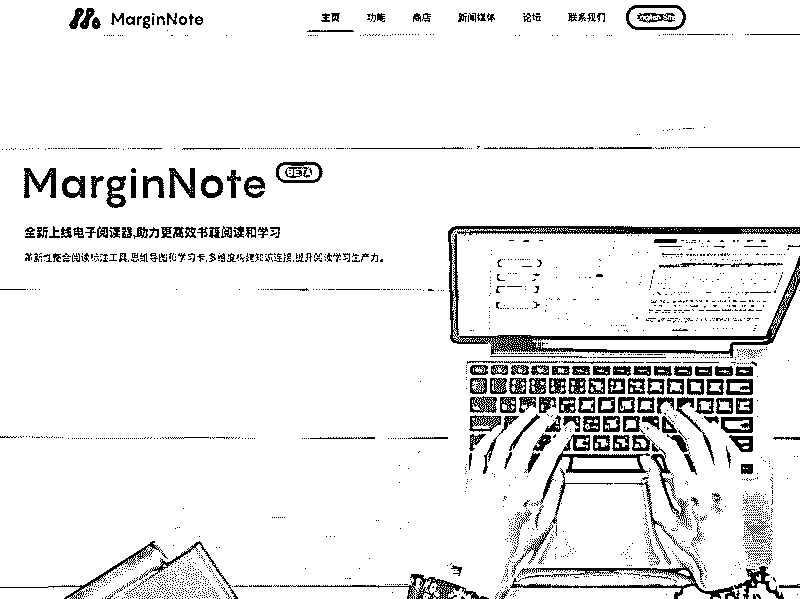 MarginNote
主页 功能 商店 新闻媒体 论坛 联系我们 English Site
MarginNote BETA
全新上线电子阅读器,助力更高效书籍阅读和学习
革新性整合阅读标注工具,思维导图和学习卡,多维度构建知识连接,提升阅读学习生产力。